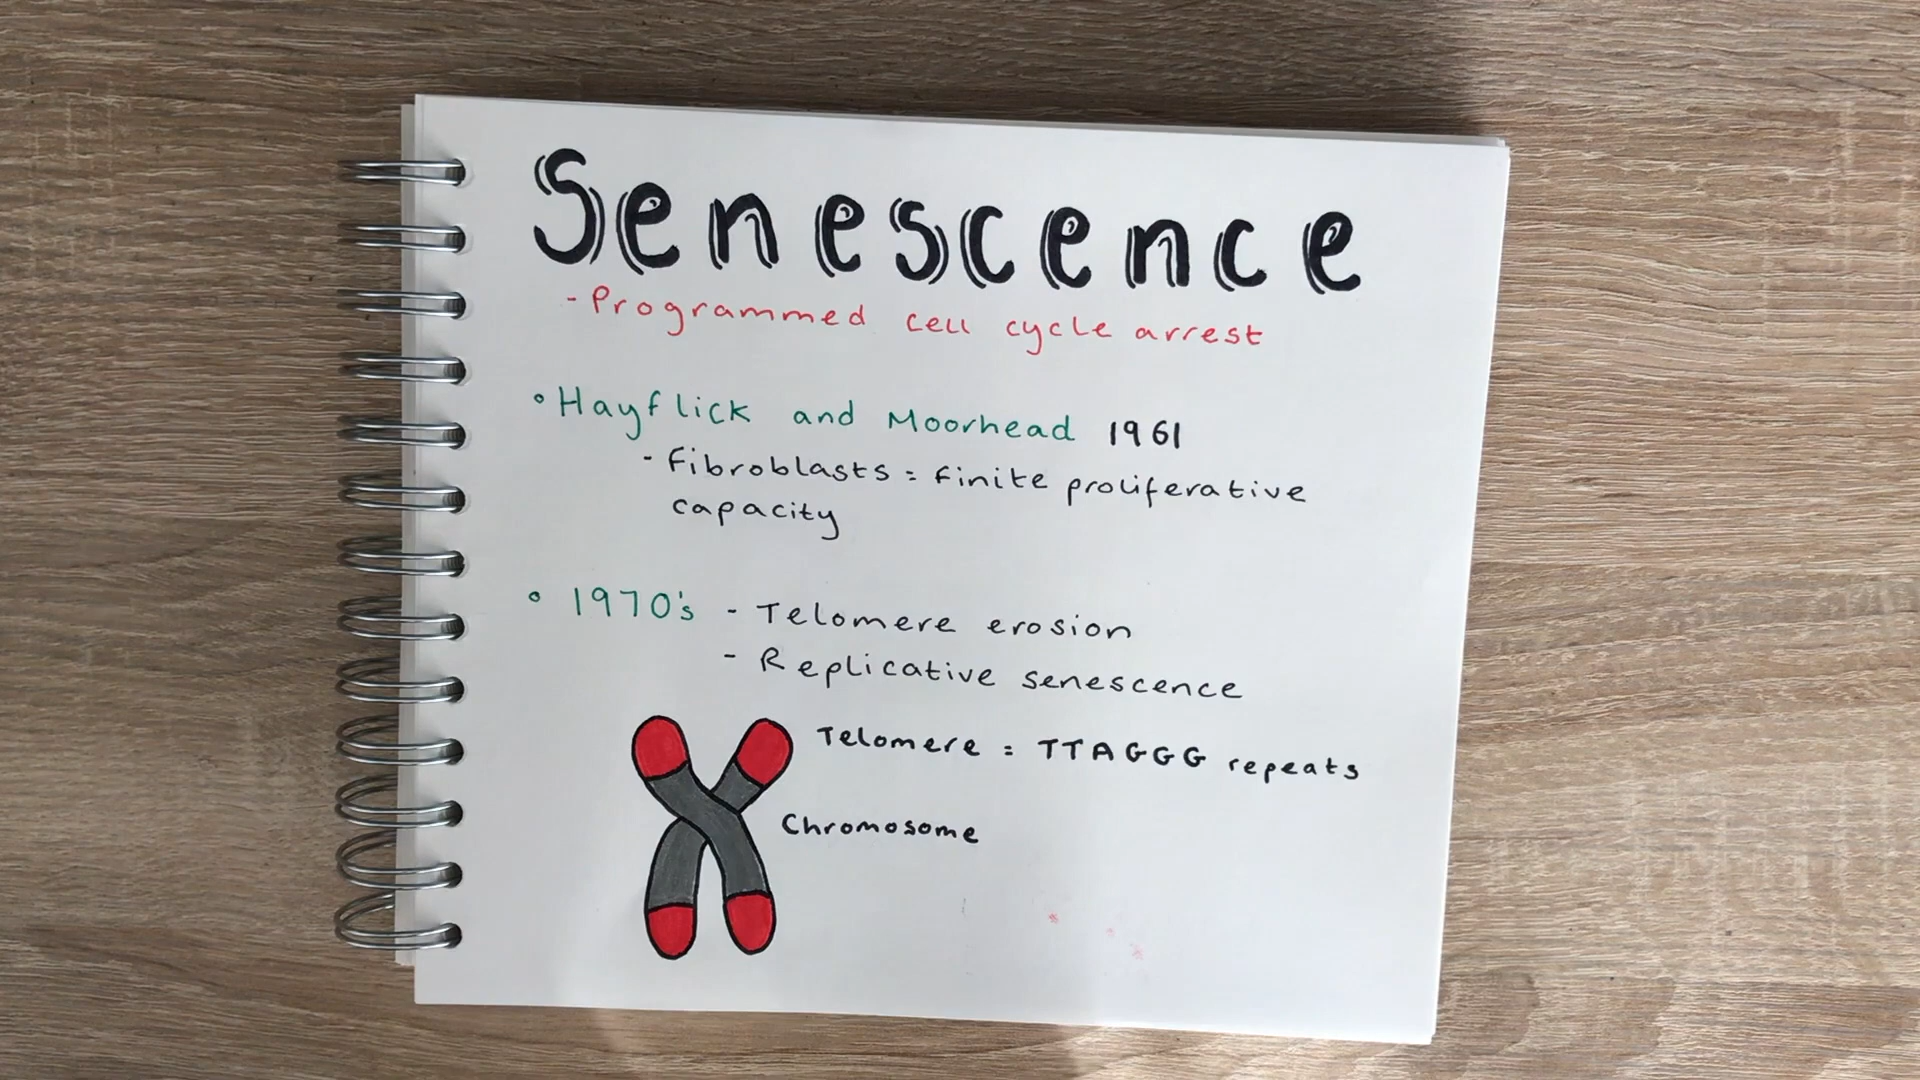 Senescence
- Programmed cell cycle arrest
• Hayflick and Moorhead 1961
- Fibroblasts = finite proliferative
capacity
• 1970's - Telomere erosion
- Replicative senescence
Telomere = TTAGGG repeats
Chromosome